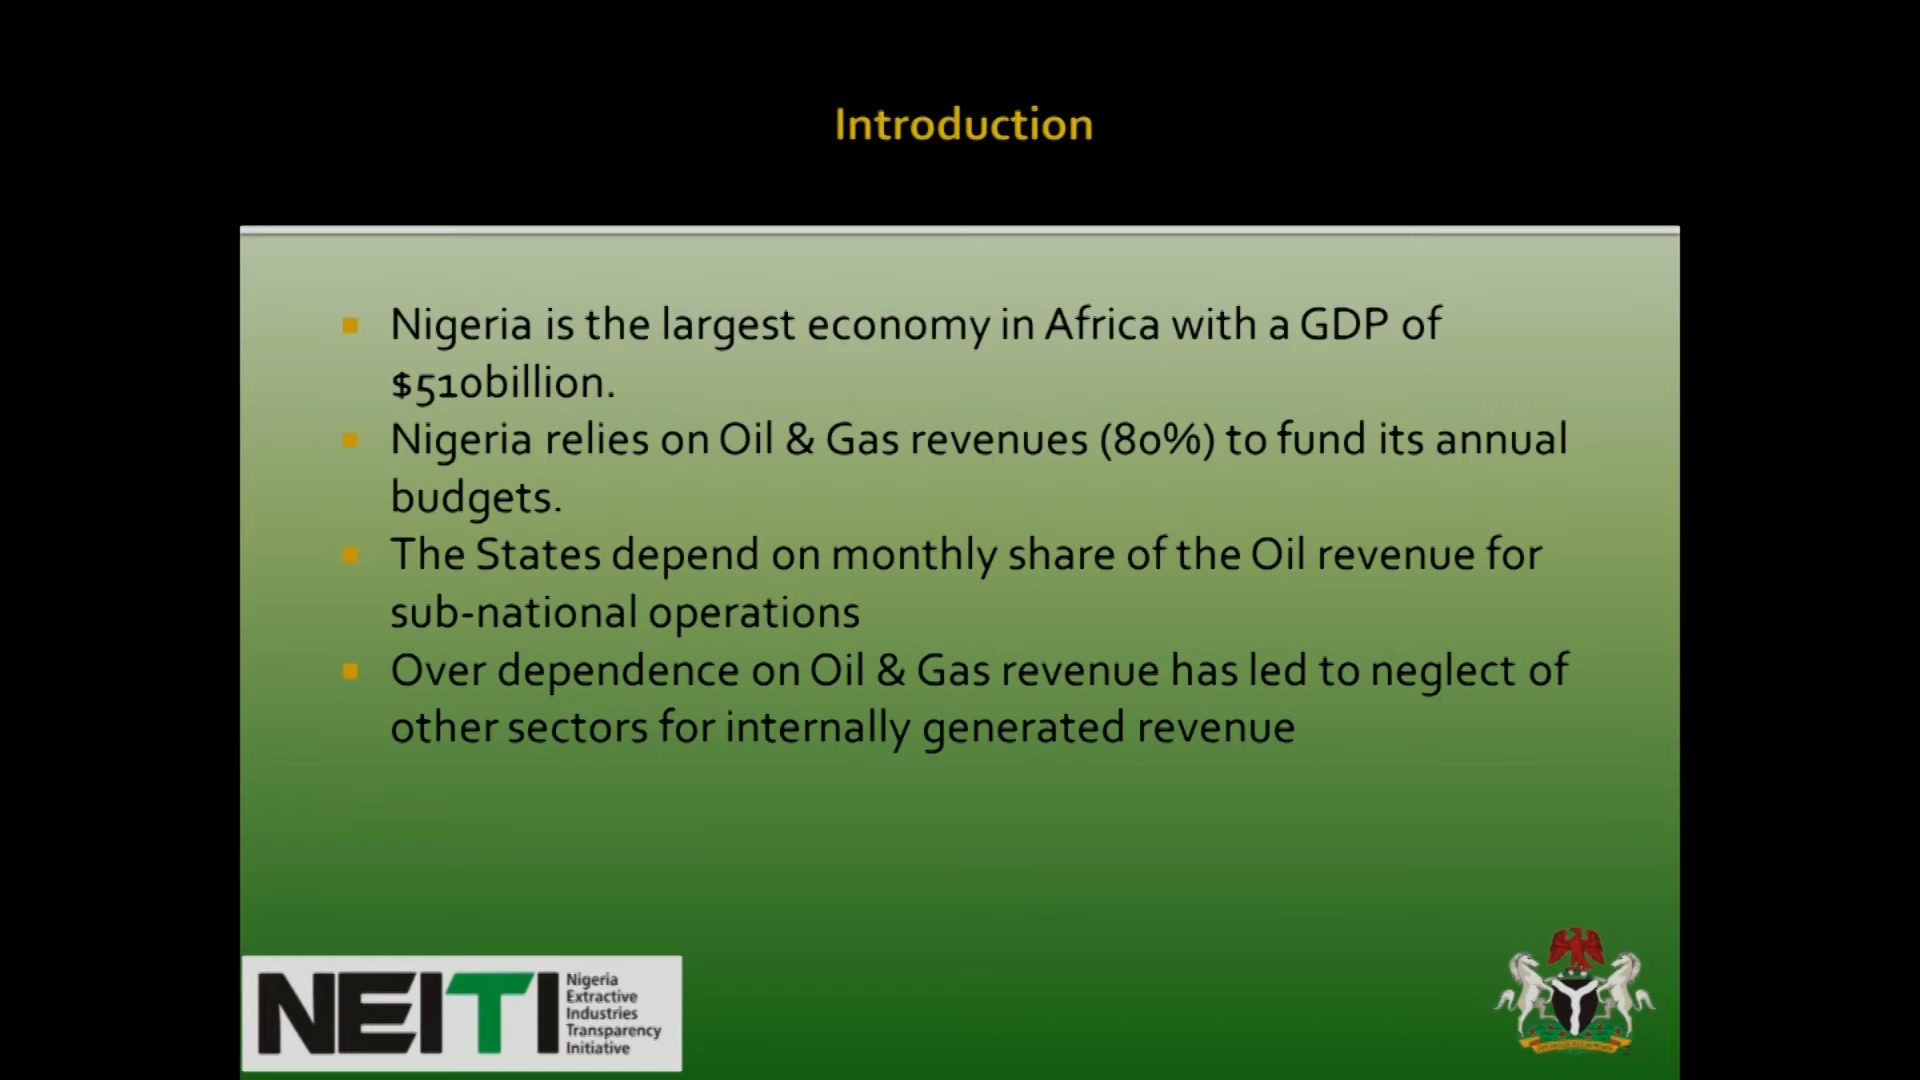 Introduction
Nigeria is the largest economy in Africa with a GDP of
$510billion.
Nigeria relies on Oil & Gas revenues (80%) to fund its annual
budgets.
The States depend on monthly share of the Oil revenue for
sub-national operations
Over dependence on Oil & Gas revenue has led to neglect of
other sectors for internally generated revenue
NEITI
Nigeria
Extractive
Industries
Transparency
Initiative